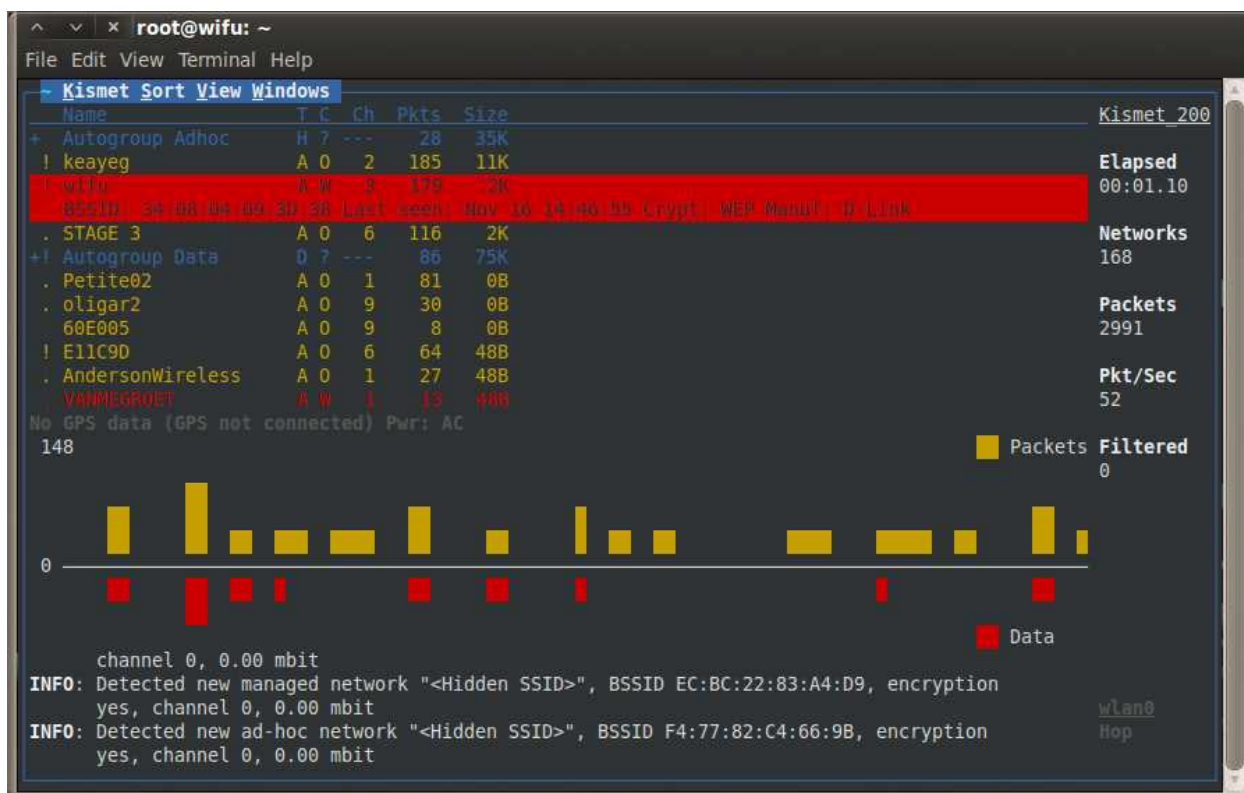 root@wifu: ~
File Edit View Terminal Help
~ Kismet Sort View Windows
Name T C Ch Pkts Size
Kismet_200
+ Autogroup Adhoc H ? --- 28 35K
! keayeg A O 2 185 11K
Elapsed
! wifu A W 3 179 2K
00:01.10
BSSID: 34:08:04:09:3D:38 Last seen: Nov 16 14:46:55 Crypt: WEP Manuf: D-Link
. STAGE 3 A O 6 116 2K
Networks
+! Autogroup Data D ? --- 86 75K
168
. Petite02 A O 1 81 0B
. oligar2 A O 9 30 0B
Packets
60E005 A O 9 8 0B
2991
! E11C9D A O 6 64 48B
. AndersonWireless A O 1 27 48B
Pkt/Sec
. VANMEGROET A W 1 13 48B
52
No GPS data (GPS not connected) Pwr: AC
148
Packets
Filtered
0
0
Data
channel 0, 0.00 mbit
INFO: Detected new managed network "<Hidden SSID>", BSSID EC:BC:22:83:A4:D9, encryption
yes, channel 0, 0.00 mbit
wlan0
INFO: Detected new ad-hoc network "<Hidden SSID>", BSSID F4:77:82:C4:66:9B, encryption
Hop
yes, channel 0, 0.00 mbit